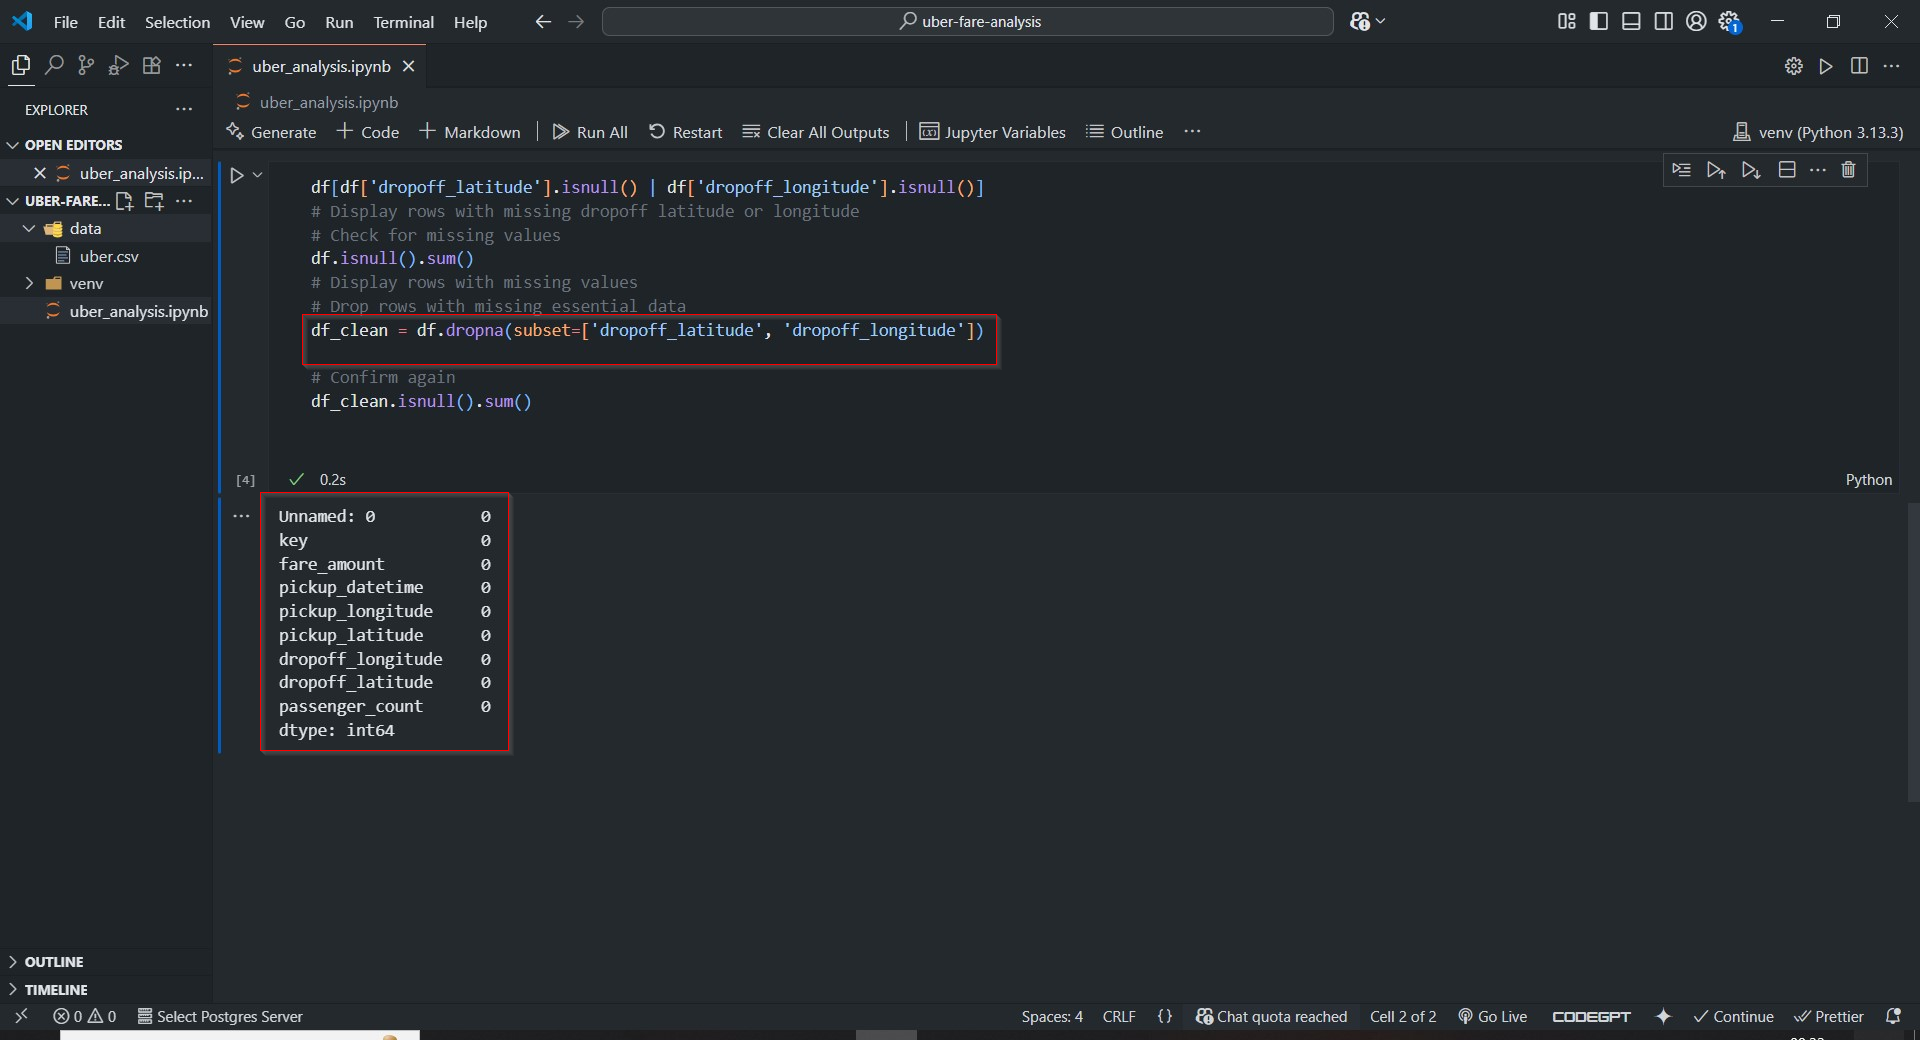 File Edit Selection View Go Run Terminal Help
uber-fare-analysis
1
uber_analysis.ipynb
EXPLORER
uber_analysis.ipynb
Generate Code Markdown Run All Restart Clear All Outputs Jupyter Variables Outline
venv (Python 3.13.3)
OPEN EDITORS
uber_analysis.ip...
UBER-FARE...
data
uber.csv
venv
uber_analysis.ipynb
df[df['dropoff_latitude'].isnull() | df['dropoff_longitude'].isnull()]
# Display rows with missing dropoff latitude or longitude
# Check for missing values
df.isnull().sum()
# Display rows with missing values
# Drop rows with missing essential data
df_clean = df.dropna(subset=['dropoff_latitude', 'dropoff_longitude'])
# Confirm again
df_clean.isnull().sum()
[4] 0.2s
Python
Unnamed: 0 0
key 0
fare_amount 0
pickup_datetime 0
pickup_longitude 0
pickup_latitude 0
dropoff_longitude 0
dropoff_latitude 0
passenger_count 0
dtype: int64
OUTLINE
TIMELINE
0 0 Select Postgres Server
Spaces: 4 CRLF {} Chat quota reached Cell 2 of 2 Go Live CODEGPT Continue Prettier